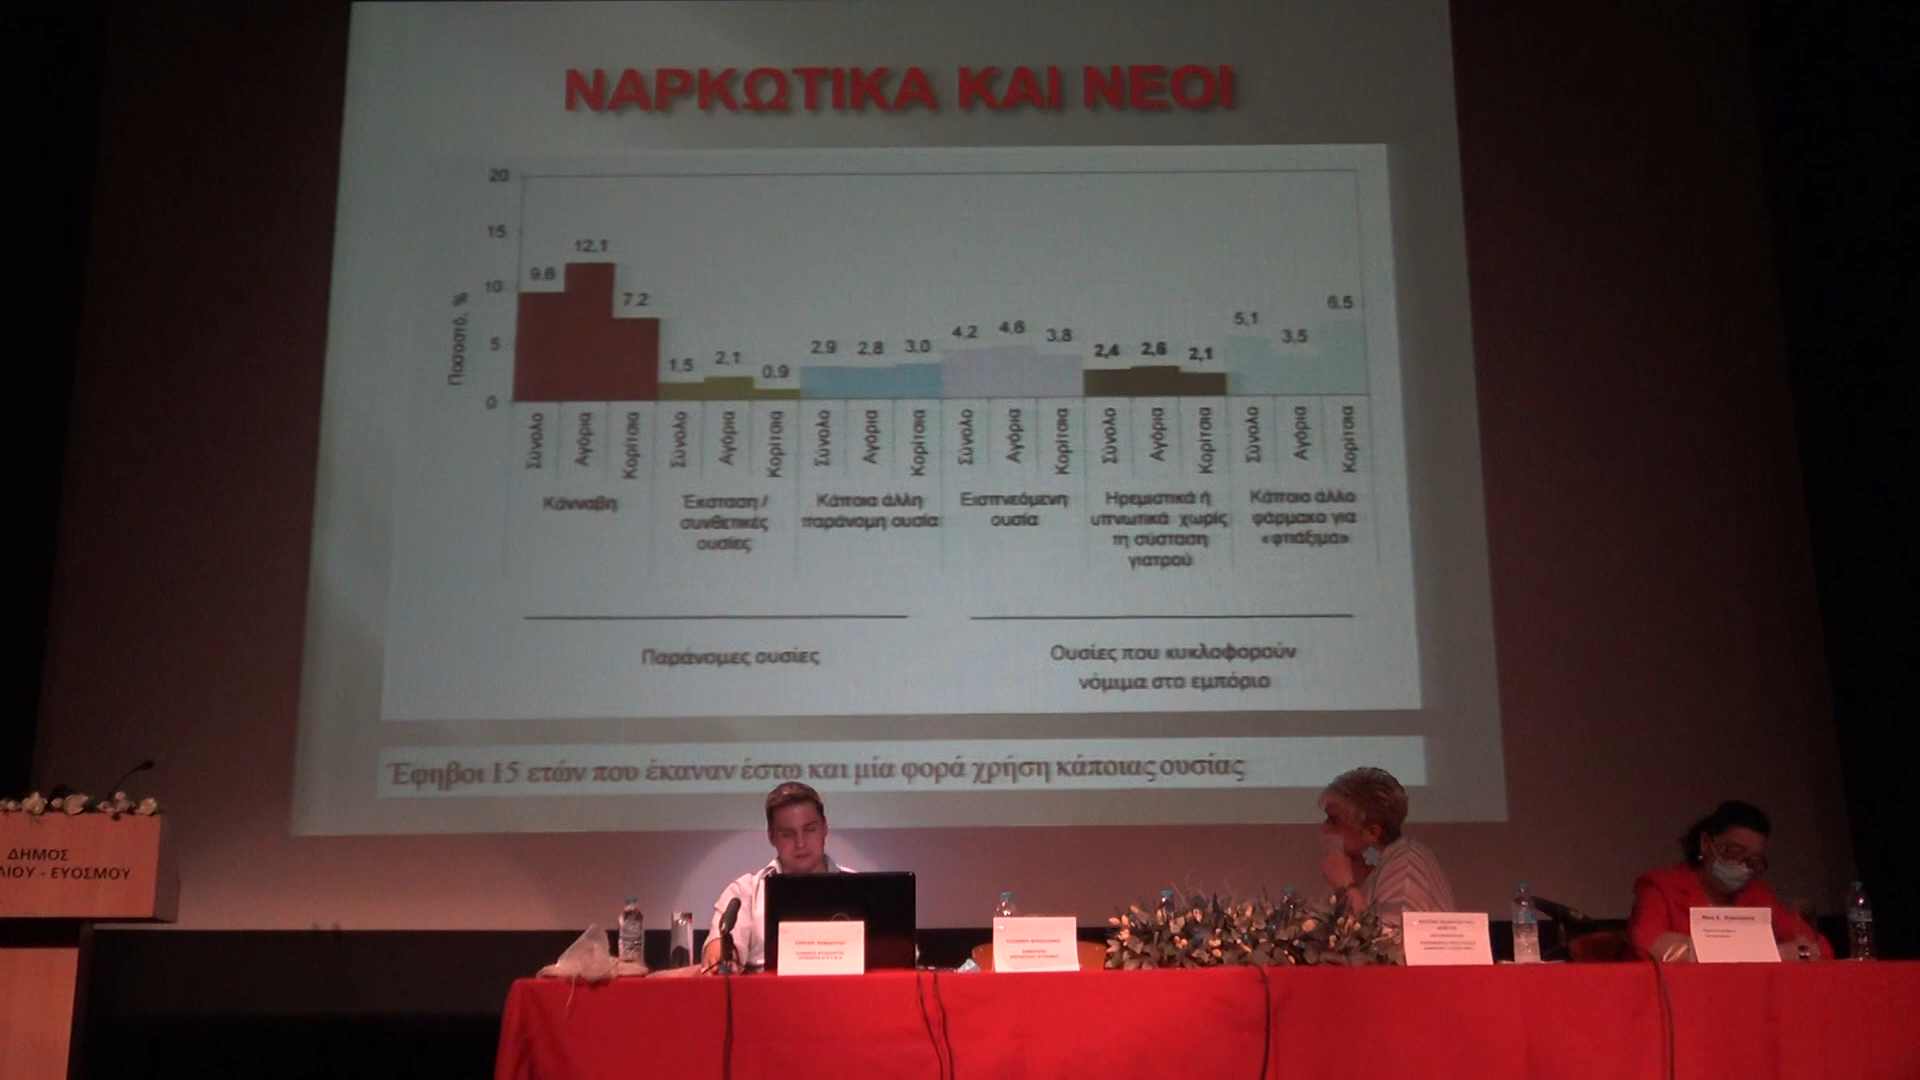 ΝΑΡΚΩΤΙΚΑ ΚΑΙ ΝΕΟΙ
Ποσοστό, %
20
15
10
5
0
9,6
12,1
7,2
1,5
2,1
0,9
2,9
2,8
3,0
4,2
4,6
3,8
2,4
2,6
2,1
5,1
3,5
6,5
Σύνολο
Αγόρια
Κορίτσια
Σύνολο
Αγόρια
Κορίτσια
Σύνολο
Αγόρια
Κορίτσια
Σύνολο
Αγόρια
Κορίτσια
Σύνολο
Αγόρια
Κορίτσια
Σύνολο
Αγόρια
Κορίτσια
Κάνναβη
Έκσταση /
συνθετικές
ουσίες
Κάποια άλλη
παράνομη ουσία
Εισπνεόμενη
ουσία
Ηρεμιστικά ή
υπνωτικά χωρίς
τη σύσταση
γιατρού
Κάποιο άλλο
φάρμακο για
«φτιάξιμο»
Παράνομες ουσίες
Ουσίες που κυκλοφορούν
νόμιμα στο εμπόριο
Έφηβοι 15 ετών που έκαναν έστω και μία φορά χρήση κάποιας ουσίας
ΔΗΜΟΣ
ΛΙΟΥ - ΕΥΟΣΜΟΥ